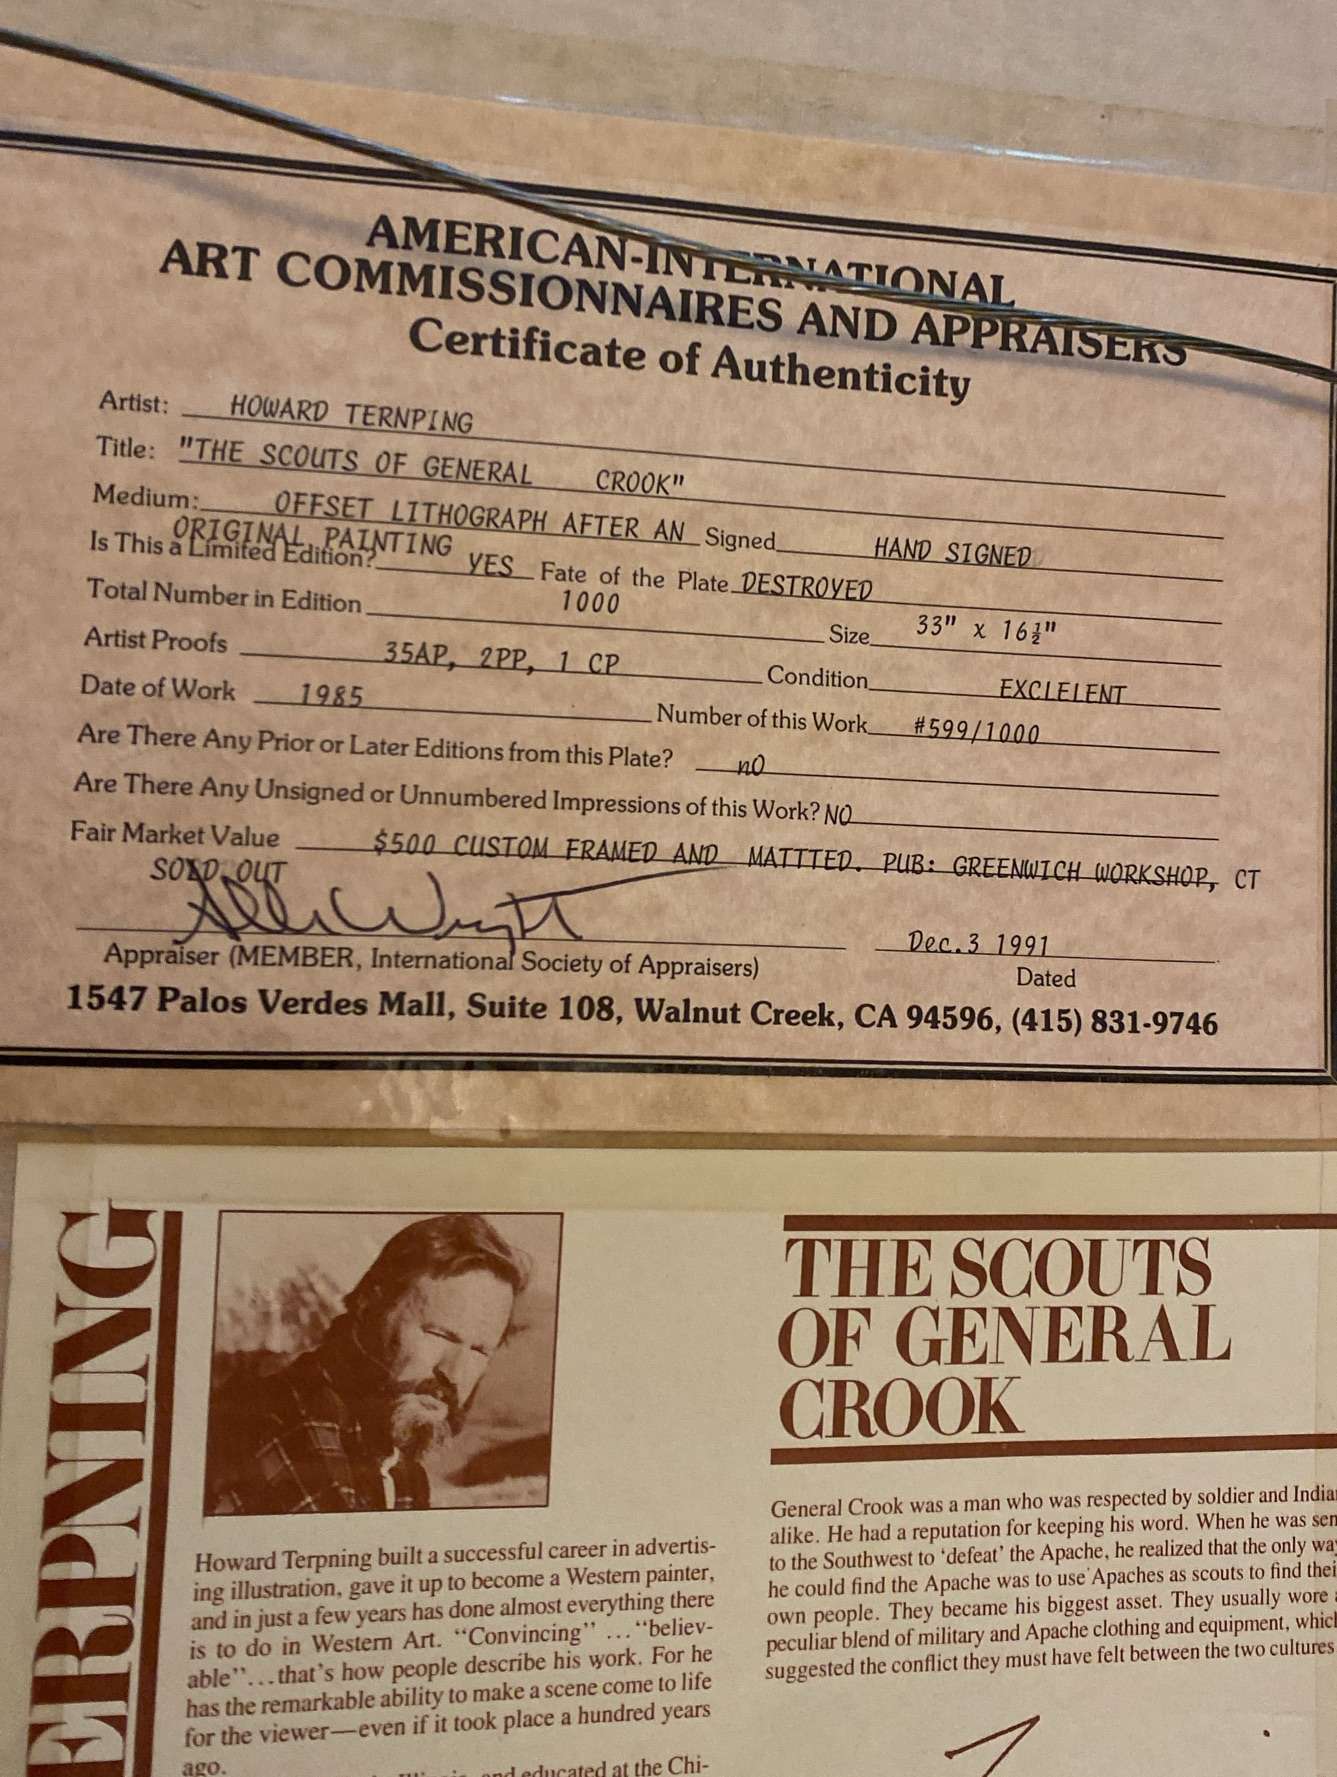 AMERICAN-INTERNATIONAL
ART COMMISSIONNAIRES AND APPRAISERS
Certificate of Authenticity
Artist: HOWARD TERNPING
Title: "THE SCOUTS OF GENERAL CROOK"
Medium: OFFSET LITHOGRAPH AFTER AN Signed HAND SIGNED
ORIGINAL PAINTING
Is This a Limited Edition? YES Fate of the Plate DESTROYED
Total Number in Edition 1000 Size 33" x 16½"
Artist Proofs 35AP, 2PP, 1 CP Condition EXCLELENT
Date of Work 1985 Number of this Work #599/1000
Are There Any Prior or Later Editions from this Plate? nO
Are There Any Unsigned or Unnumbered Impressions of this Work? NO
Fair Market Value $500 CUSTOM FRAMED AND MATTTED. PUB: GREENWICH WORKSHOP, CT
SOLD OUT
Dec.3 1991
Appraiser (MEMBER, International Society of Appraisers) Dated
1547 Palos Verdes Mall, Suite 108, Walnut Creek, CA 94596, (415) 831-9746
ERPNING
THE SCOUTS
OF GENERAL
CROOK
Howard Terpning built a successful career in advertis-
ing illustration, gave it up to become a Western painter,
and in just a few years has done almost everything there
is to do in Western Art. "Convincing" ..."believ-
able"...that's how people describe his work. For he
has the remarkable ability to make a scene come to life
for the viewer—even if it took place a hundred years
ago.
and educated at the Chi-
General Crook was a man who was respected by soldier and India
alike. He had a reputation for keeping his word. When he was sen
to the Southwest to 'defeat' the Apache, he realized that the only wa
he could find the Apache was to use Apaches as scouts to find thei
own people. They became his biggest asset. They usually wore a
peculiar blend of military and Apache clothing and equipment, which
suggested the conflict they must have felt between the two cultures